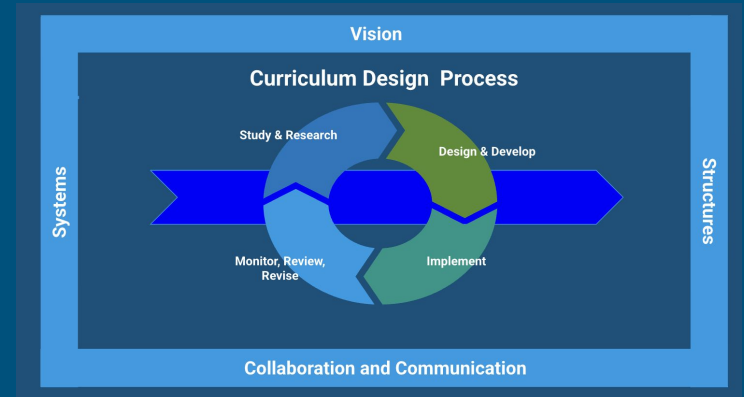 Vision
Curriculum Design Process
Study & Research
Design & Develop
Systems
Structures
Monitor, Review,
Revise
Implement
Collaboration and Communication